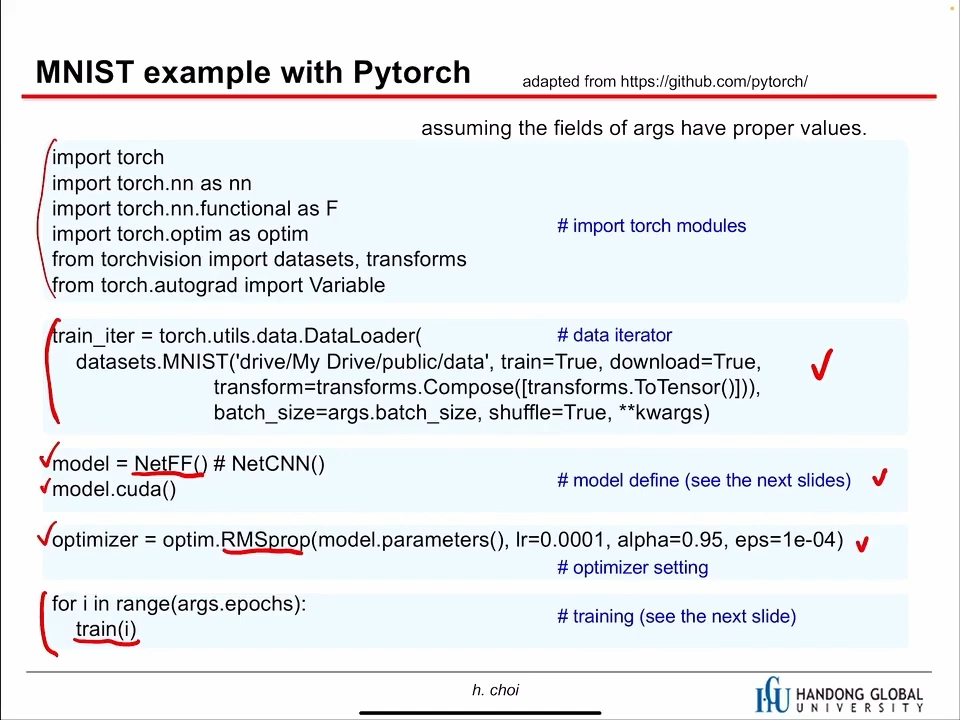 MNIST example with Pytorch
adapted from https://github.com/pytorch/
assuming the fields of args have proper values.
import torch
import torch.nn as nn
import torch.nn.functional as F
import torch.optim as optim
# import torch modules
from torchvision import datasets, transforms
from torch.autograd import Variable
train_iter = torch.utils.data.DataLoader( # data iterator
datasets.MNIST('drive/My Drive/public/data', train=True, download=True,
transform=transforms.Compose([transforms.ToTensor()])),
batch_size=args.batch_size, shuffle=True, **kwargs)
model = NetFF() # NetCNN()
model.cuda()
# model define (see the next slides)
optimizer = optim.RMSprop(model.parameters(), lr=0.0001, alpha=0.95, eps=1e-04)
# optimizer setting
for i in range(args.epochs):
train(i)
# training (see the next slide)
h. choi
HGU HANDONG GLOBAL
UNIVERSITY